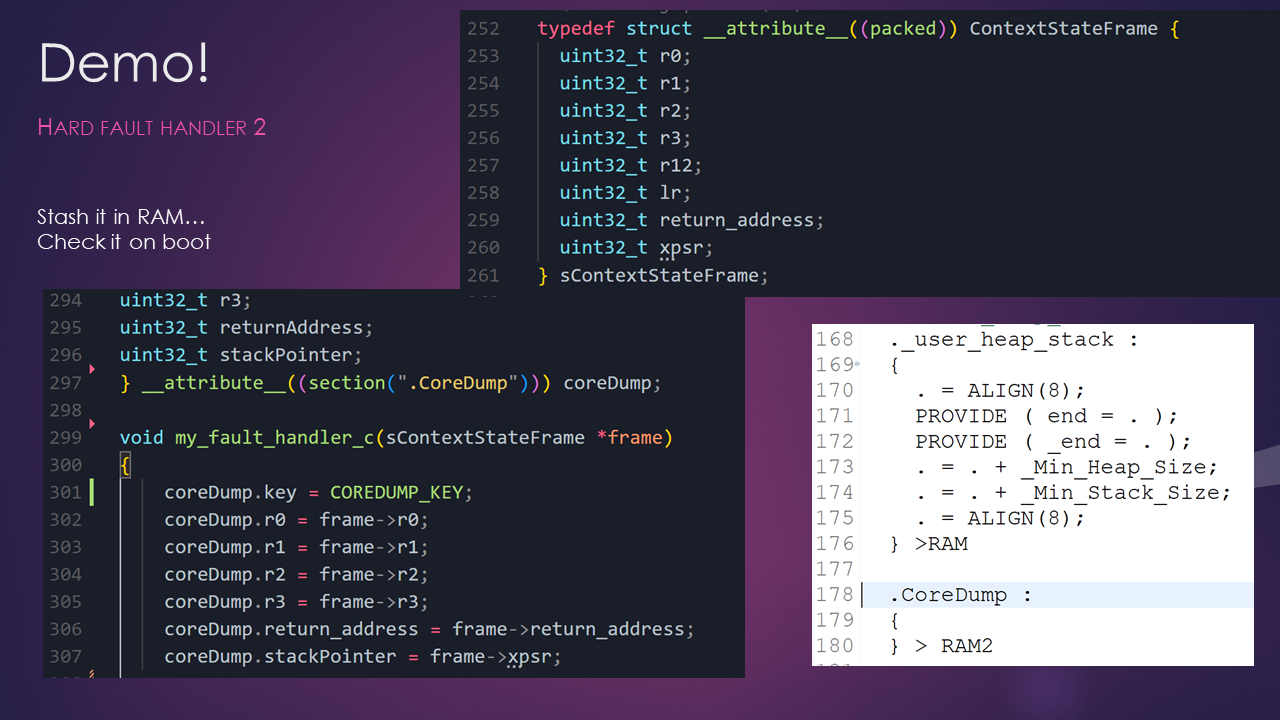 Demo!
HARD FAULT HANDLER 2
Stash it in RAM...
Check it on boot
252 typedef struct __attribute__((packed)) ContextStateFrame {
253 uint32_t r0;
254 uint32_t r1;
255 uint32_t r2;
256 uint32_t r3;
257 uint32_t r12;
258 uint32_t lr;
259 uint32_t return_address;
260 uint32_t xpsr;
261 } sContextStateFrame;
294 uint32_t r3;
295 uint32_t returnAddress;
296 uint32_t stackPointer;
297 } __attribute__((section(".CoreDump"))) coreDump;
298
299 void my_fault_handler_c(sContextStateFrame *frame)
300 {
301 coreDump.key = COREDUMP_KEY;
302 coreDump.r0 = frame->r0;
303 coreDump.r1 = frame->r1;
304 coreDump.r2 = frame->r2;
305 coreDump.r3 = frame->r3;
306 coreDump.return_address = frame->return_address;
307 coreDump.stackPointer = frame->xpsr;
168 ._user_heap_stack :
169 {
170 . = ALIGN(8);
171 PROVIDE ( end = . );
172 PROVIDE ( _end = . );
173 . = . + _Min_Heap_Size;
174 . = . + _Min_Stack_Size;
175 . = ALIGN(8);
176 } >RAM
177
178 .CoreDump :
179 {
180 } > RAM2